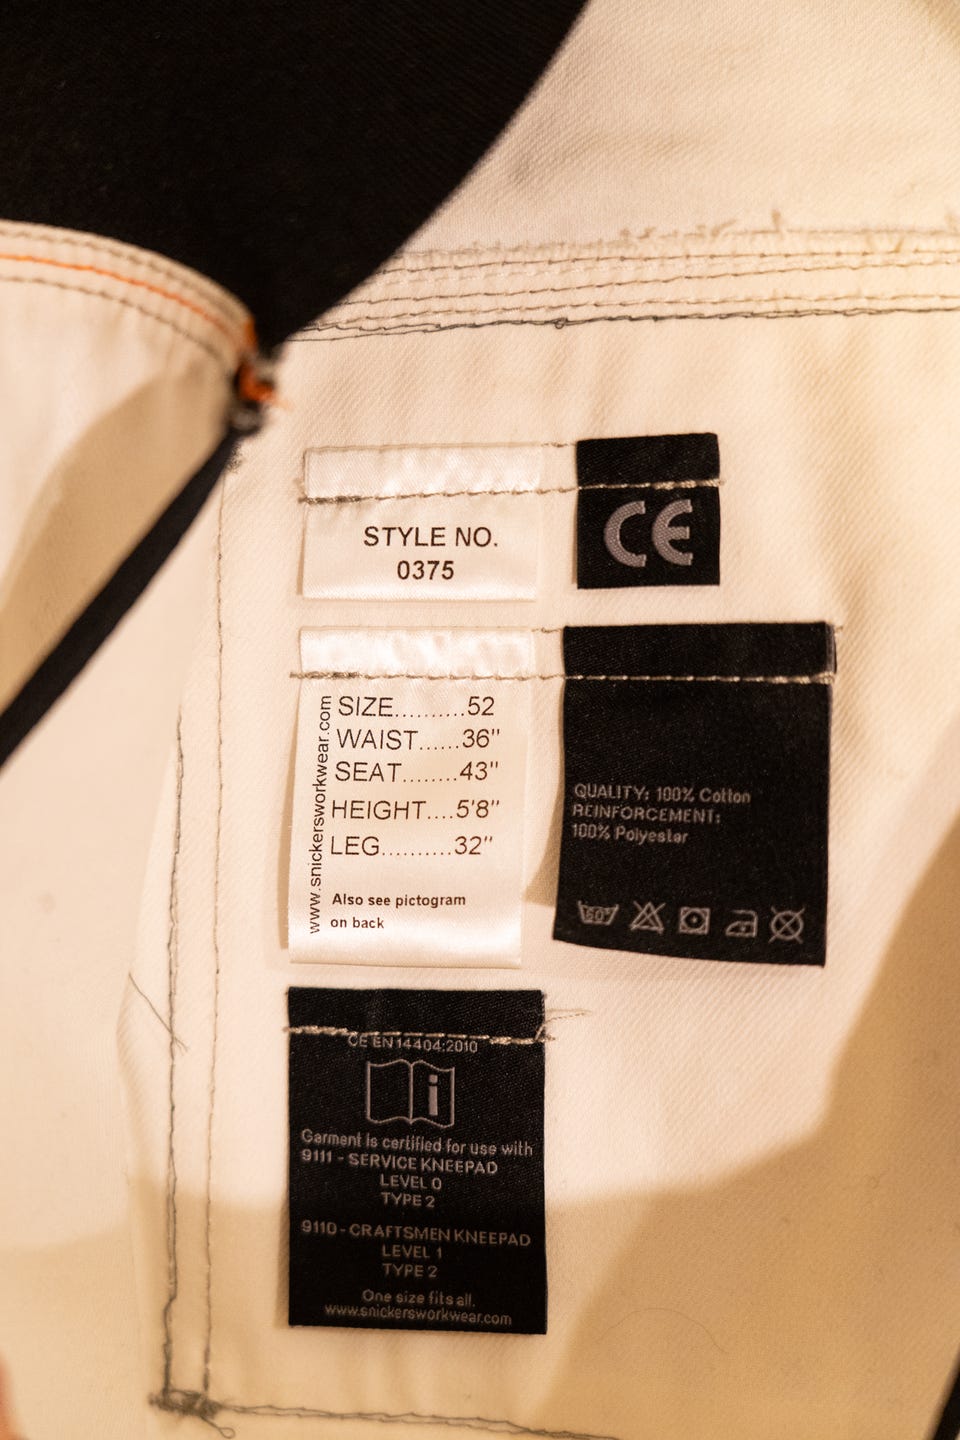 STYLE NO.
0375
CE
SIZE..........52
WAIST......36"
SEAT........43"
HEIGHT....5'8"
LEG..........32"
Also see pictogram
on back
www.snickersworkwear.com
QUALITY: 100% Cotton
REINFORCEMENT:
100% Polyester
60°
CE EN14404:2010
i
Garment is certified for use with
9111 - SERVICE KNEEPAD
LEVEL 0
TYPE 2
9110 - CRAFTSMEN KNEEPAD
LEVEL 1
TYPE 2
One size fits all.
www.snickersworkwear.com